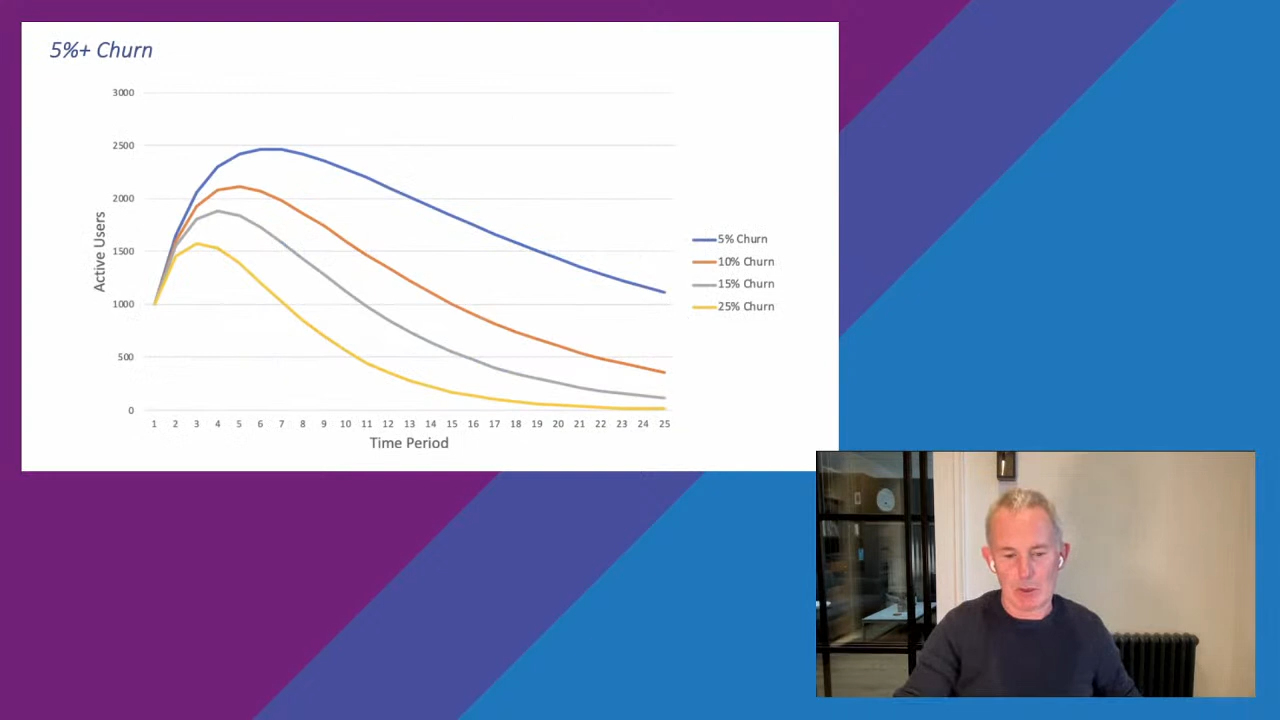 5%+ Churn
3000
2500
2000
1500
1000
500
0
Active Users
1 2 3 4 5 6 7 8 9 10 11 12 13 14 15 16 17 18 19 20 21 22 23 24 25
Time Period
5% Churn
10% Churn
15% Churn
25% Churn